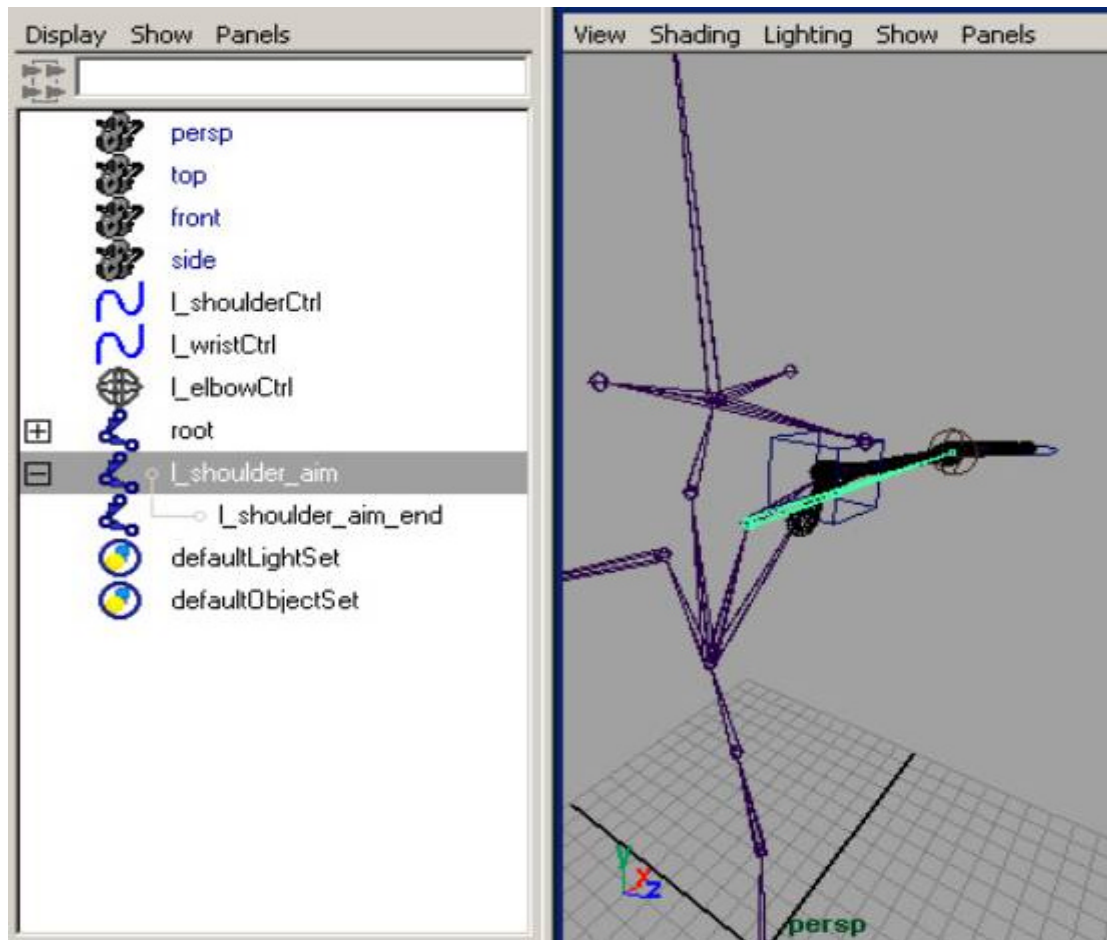 Display Show Panels
persp
top
front
side
l_shoulderCtrl
l_wristCtrl
l_elbowCtrl
root
l_shoulder_aim
l_shoulder_aim_end
defaultLightSet
defaultObjectSet
View Shading Lighting Show Panels
y
x
z
persp